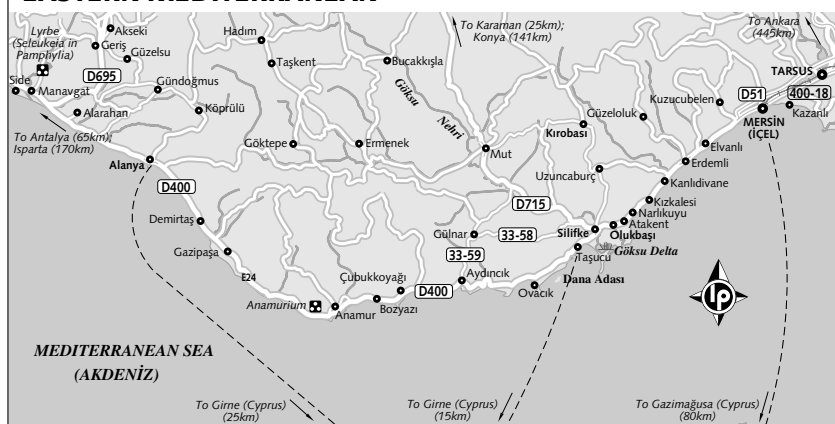 To Karaman (25km);
Konya (141km)
To Ankara
(445km)
Lyrbe
(Seleukeia in
Pamphylia)
Akseki
Geriş
Güzelsu
Hadım
Taşkent
Bucakkışla
TARSUS
D695
Side
Manavgat
Gündoğmuş
Alarahan
Köprülü
Göksu
Nehri
Kuzucubelen
D51
400-18
Kazanlı
MERSİN
(İÇEL)
Güzeloluk
Kırobası
To Antalya (65km);
Isparta (170km)
Göktepe
Ermenek
Mut
Elvanlı
Alanya
Erdemli
Uzuncaburç
Kanlıdivane
D400
D715
Kızkalesi
Narlıkuyu
Atakent
Demirtaş
Gülnar
33-58
Silifke
Olukbaşı
Göksu Delta
Taşucu
Gazipaşa
33-59
E24
Çubukkoyağı
Aydıncık
Dana Adası
D400
Ovacık
Anamurium
Anamur
Bozyazı
lp
MEDITERRANEAN SEA
(AKDENİZ)
To Girne (Cyprus)
(25km)
To Girne (Cyprus)
(15km)
To Gazimağusa (Cyprus)
(80km)